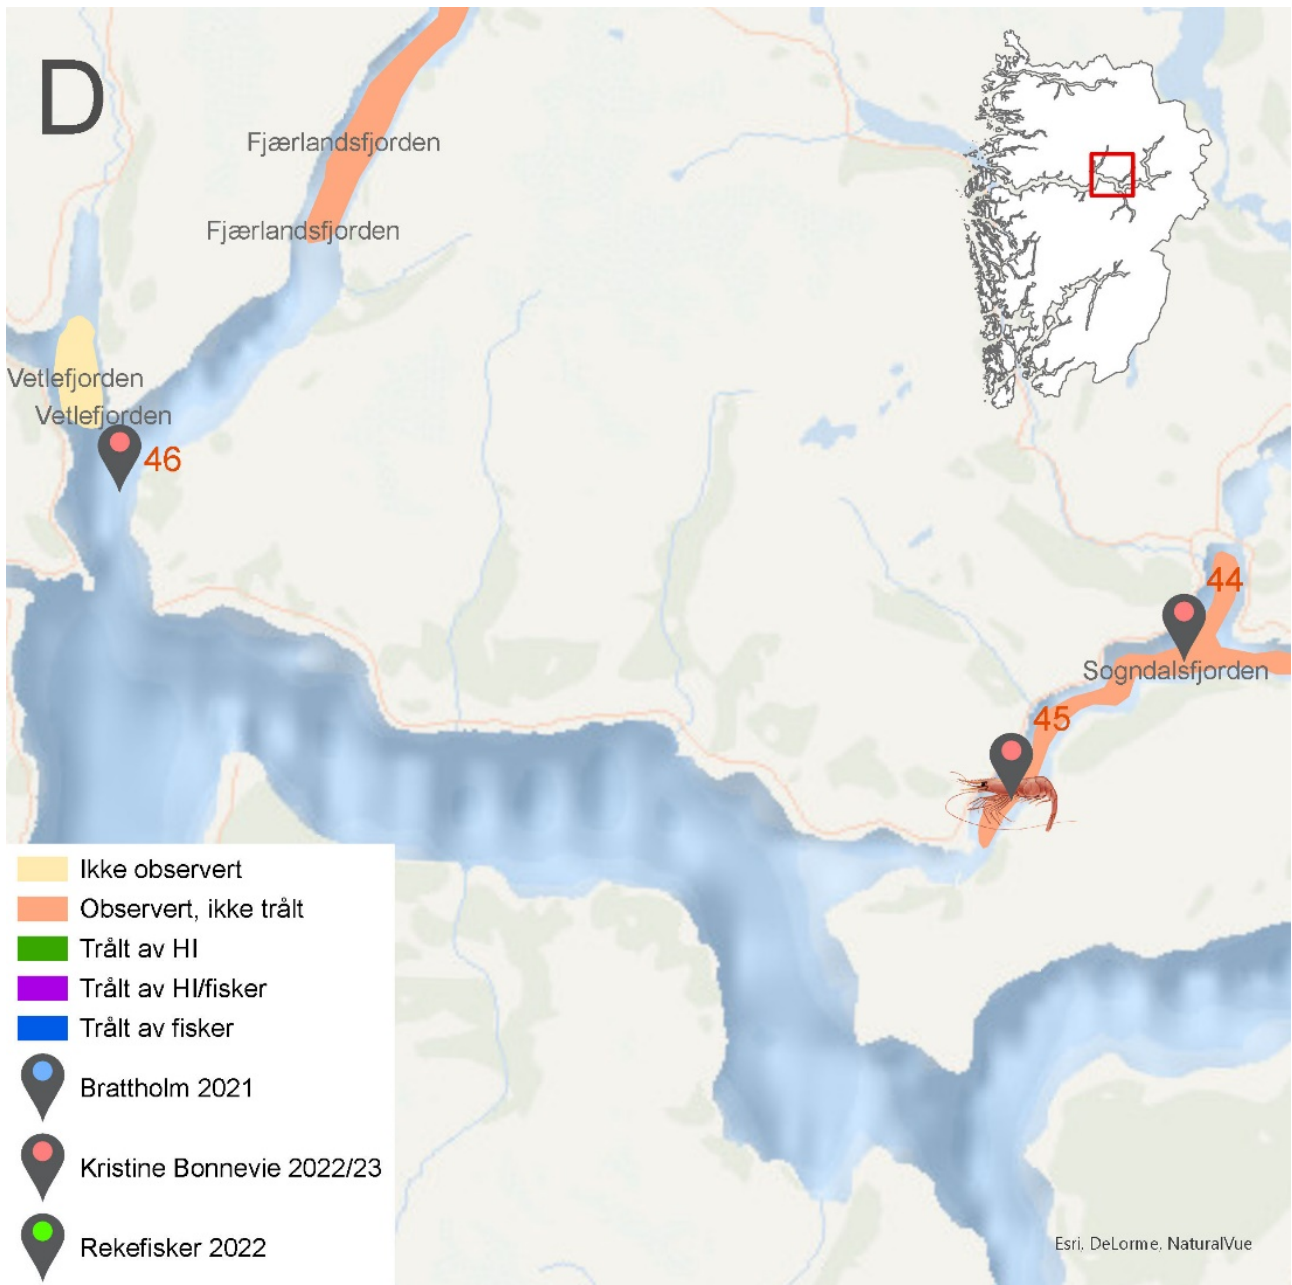 D
Fjærlandsfjorden
Fjærlandsfjorden
Vetlefjorden
Vetlefjorden
46
44
Sogndalsfjorden
45
Ikke observert
Observert, ikke trålt
Trålt av HI
Trålt av HI/fisker
Trålt av fisker
Brattholm 2021
Kristine Bonnevie 2022/23
Rekefisker 2022
Esri, DeLorme, NaturalVue